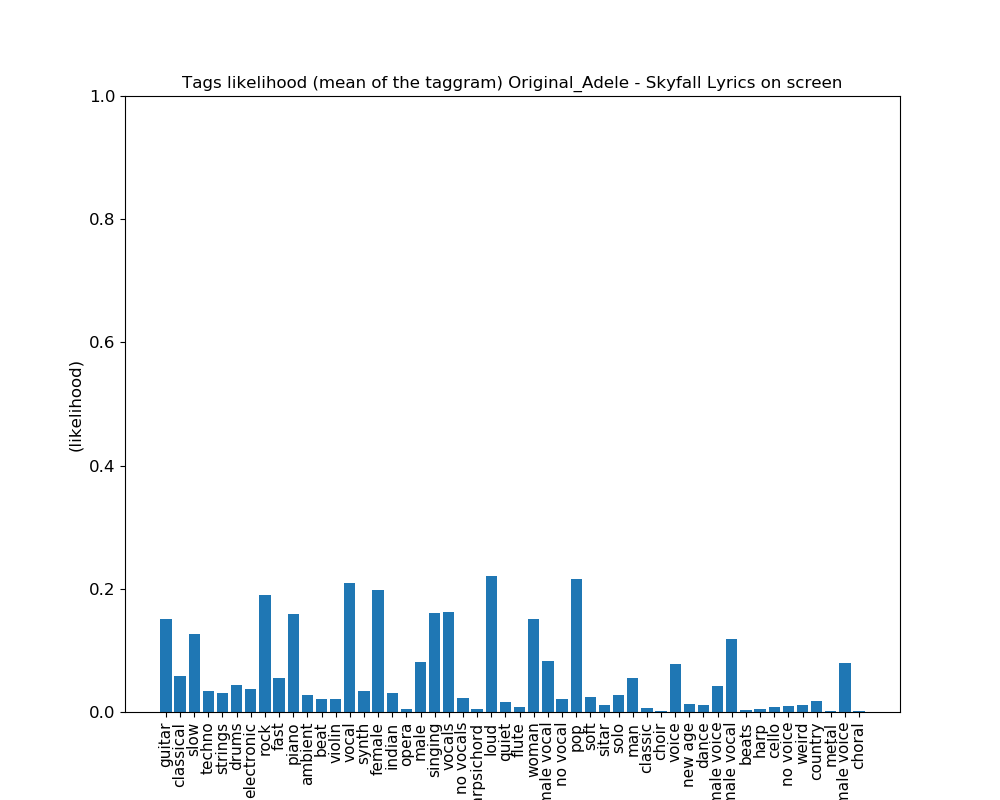 Tags likelihood (mean of the taggram) Original_Adele - Skyfall Lyrics on screen
1.0
0.8
0.6
0.4
0.2
0.0
(likelihood)
guitar
classical
slow
techno
strings
drums
electronic
rock
fast
piano
ambient
beat
violin
vocal
synth
female
indian
opera
male
singing
vocals
no vocals
arpsichord
loud
quiet
flute
woman
male vocal
no vocal
pop
soft
sitar
solo
man
classic
choir
voice
new age
dance
male voice
male vocal
beats
harp
cello
no voice
weird
country
metal
male voice
choral